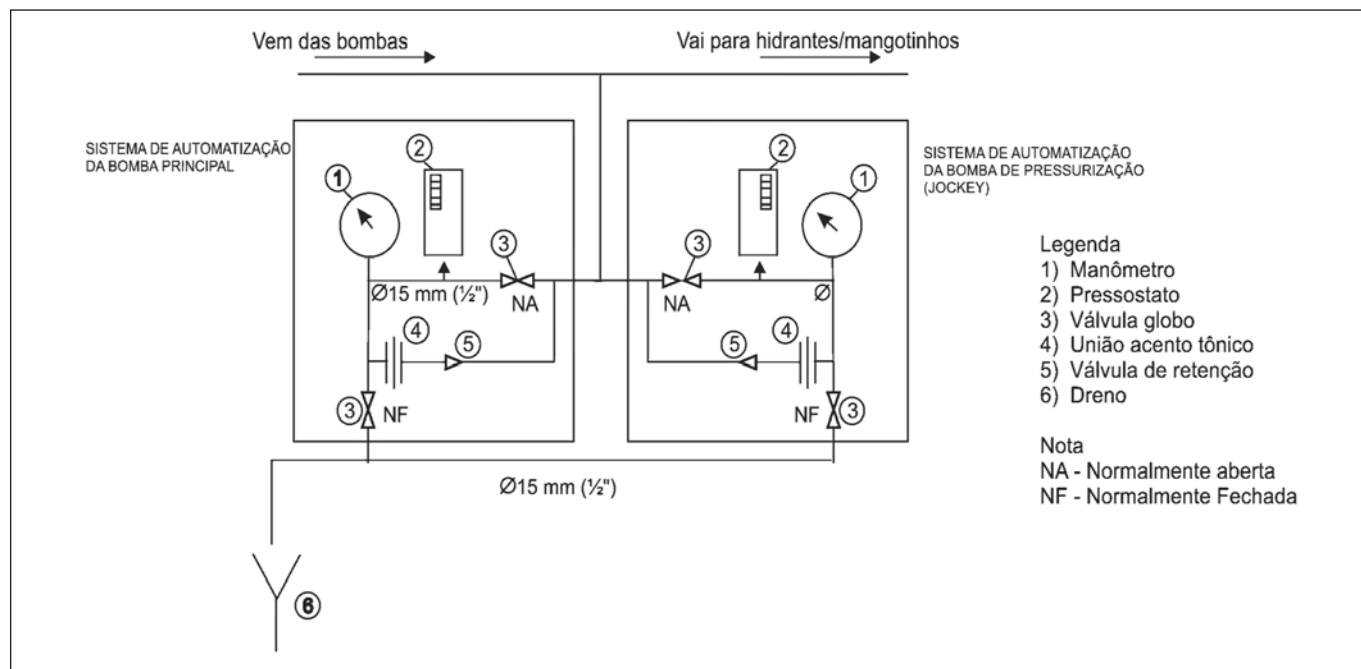 Vem das bombas
Vai para hidrantes/mangotinhos
SISTEMA DE AUTOMATIZAÇÃO
DA BOMBA PRINCIPAL
2
1
3
Ø15 mm (½")
NA
4
5
3
NF
2
1
3
NA
Ø
5
4
NF
3
SISTEMA DE AUTOMATIZAÇÃO
DA BOMBA DE PRESSURIZAÇÃO
(JOCKEY)
Ø15 mm (½")
6
Legenda
1) Manômetro
2) Pressostato
3) Válvula globo
4) União acento tônico
5) Válvula de retenção
6) Dreno
Nota
NA - Normalmente aberta
NF - Normalmente Fechada